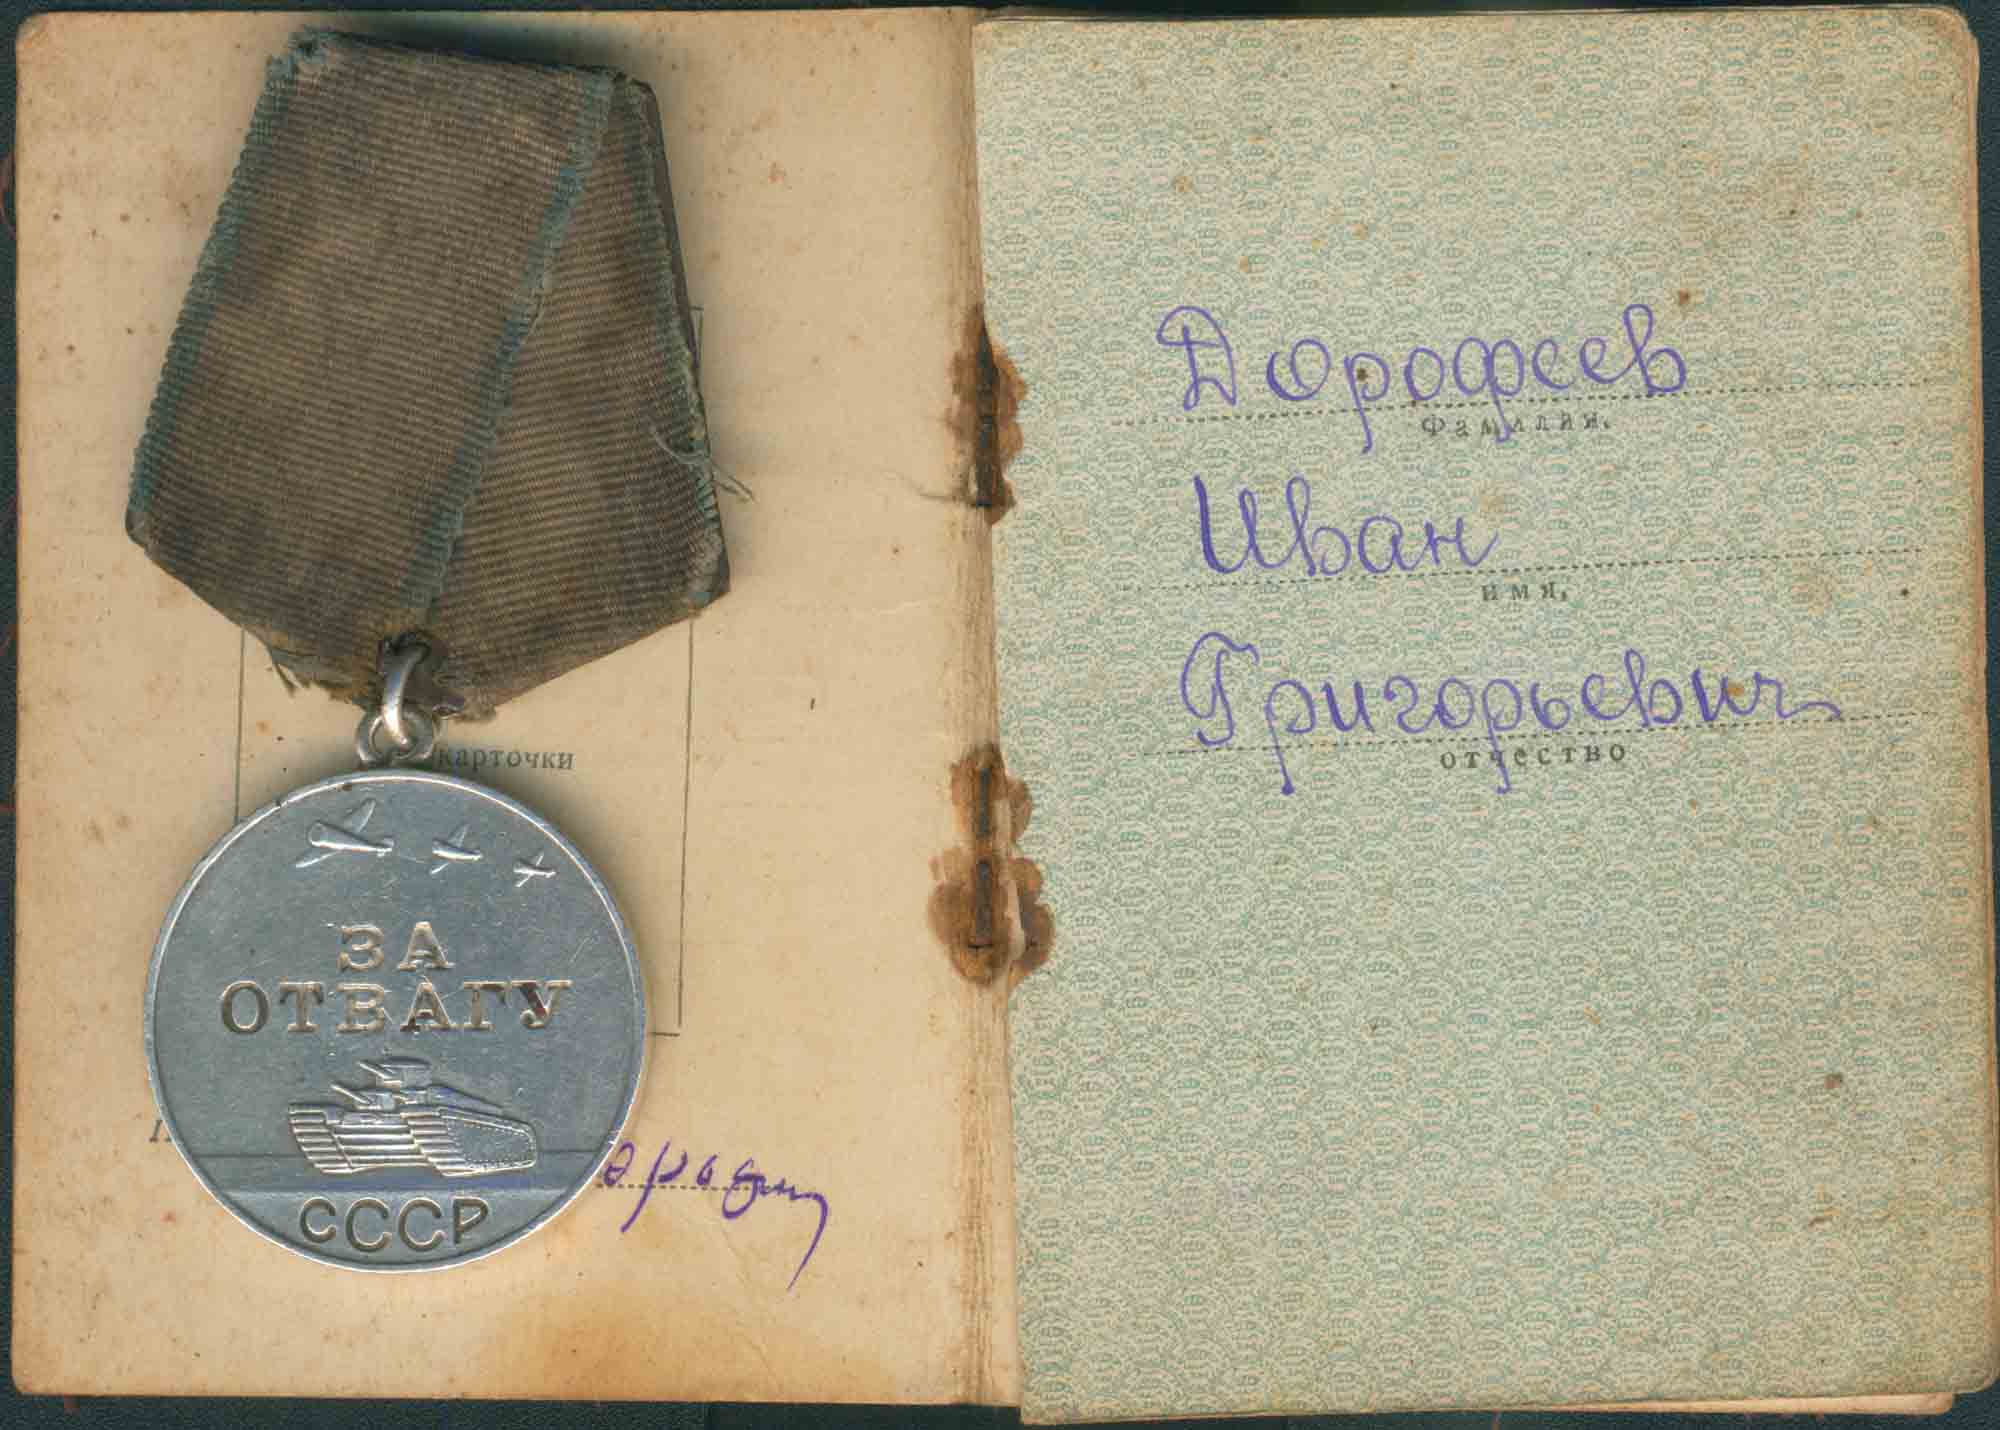 карточки
ЗА
ОТВАГУ
СССР
Дорофеев
Фамилия,
Иван
имя,
Григорьевич
отчество